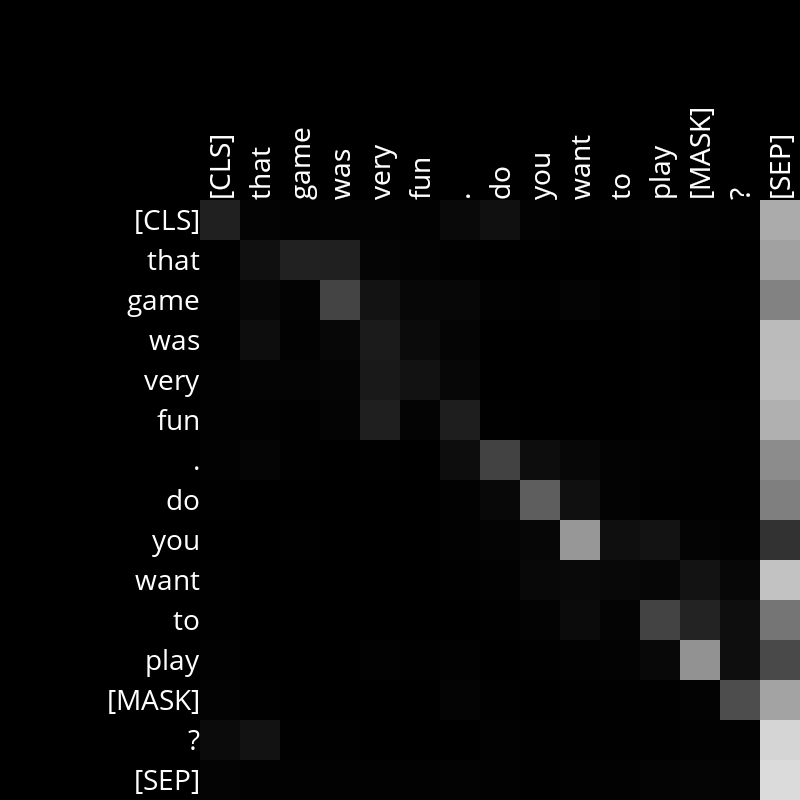 [CLS] that game was very fun . do you want to play [MASK] ? [SEP]
[CLS]
that
game
was
very
fun
.
do
you
want
to
play
[MASK]
?
[SEP]